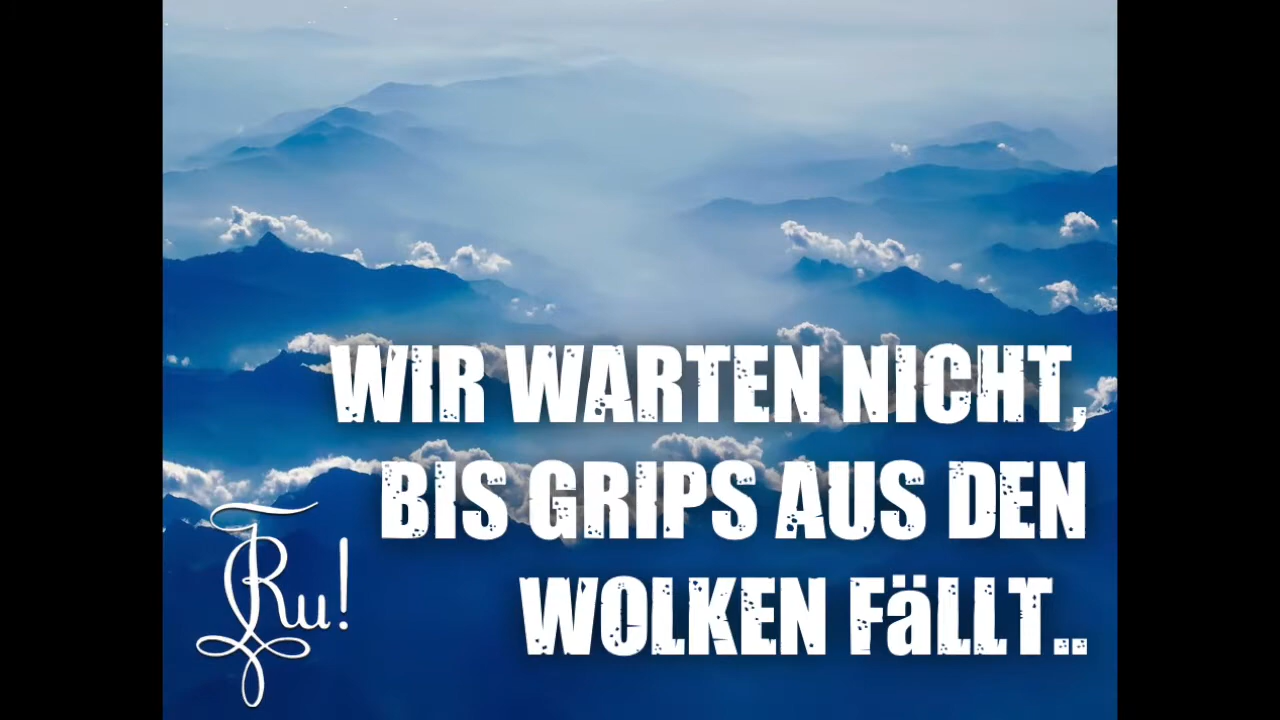 WIR WARTEN NICHT,
BIS GRIPS AUS DEN
WOLKEN FäLLT..
Ru!